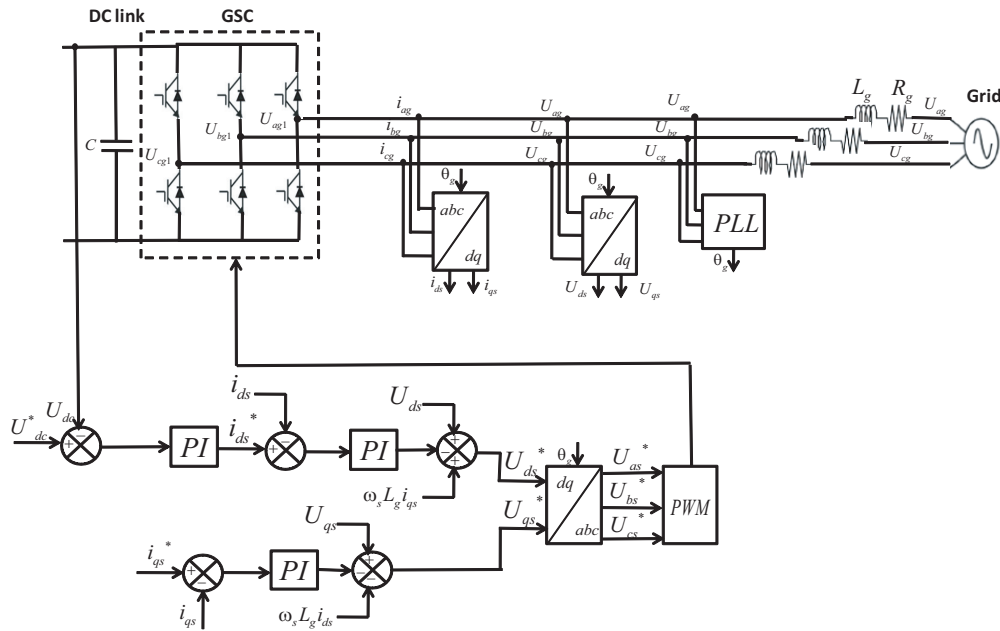 DC link
GSC
L_g
R_g
Grid
i_ag
U_ag
U_ag
U_ag
U_ag1
U_bg1
i_bg
U_bg
U_bg
U_bg
C
U_cg1
i_cg
U_cg
U_cg
U_cg
θ_g
θ_g
abc
dq
abc
dq
PLL
i_ds
i_qs
U_ds
U_qs
θ_g
i_ds
U_ds
U*_dc
U_dc
+
−
PI
i_ds*
+
−
PI
+
−
+
ω_s L_g i_qs
U_ds*
θ_g
dq
abc
U_as*
U_bs*
U_cs*
PWM
U_qs*
U_qs
i_qs*
+
−
PI
+
−
−
i_qs
ω_s L_g i_ds